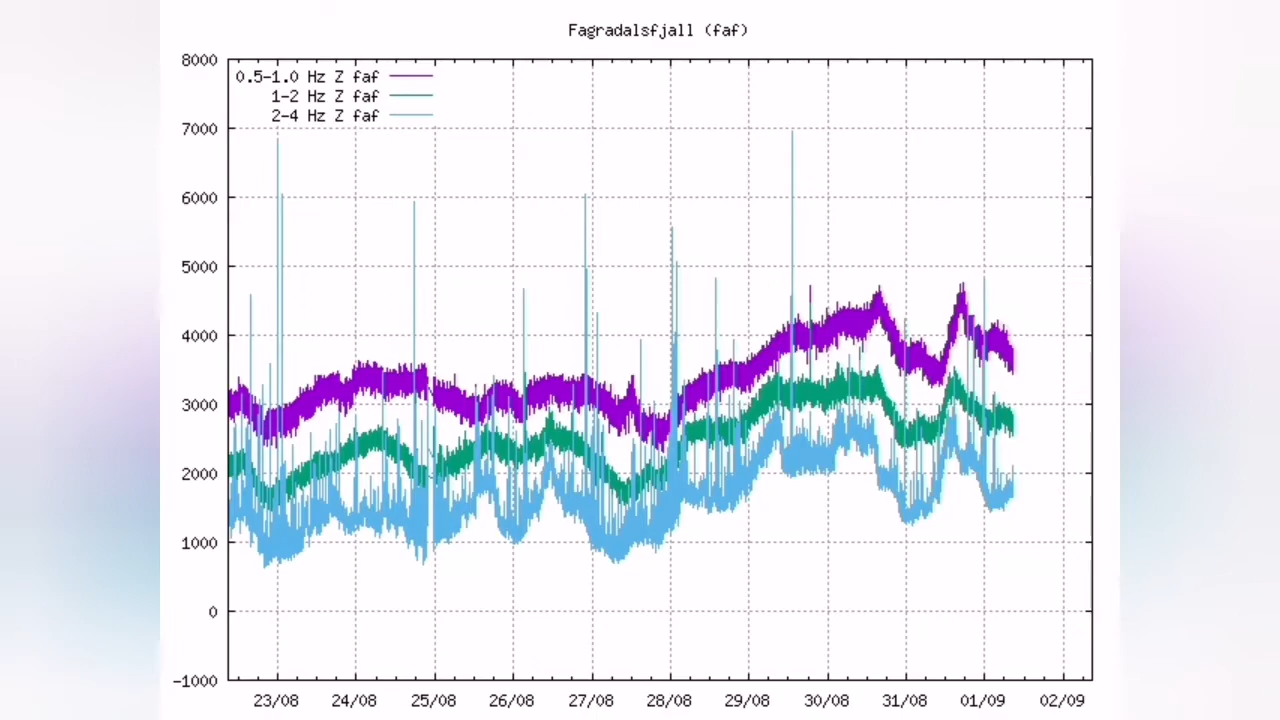 Fagradalsfjall (faf)
8000
7000
6000
5000
4000
3000
2000
1000
0
-1000
0.5-1.0 Hz Z faf
1-2 Hz Z faf
2-4 Hz Z faf
23/08 24/08 25/08 26/08 27/08 28/08 29/08 30/08 31/08 01/09 02/09